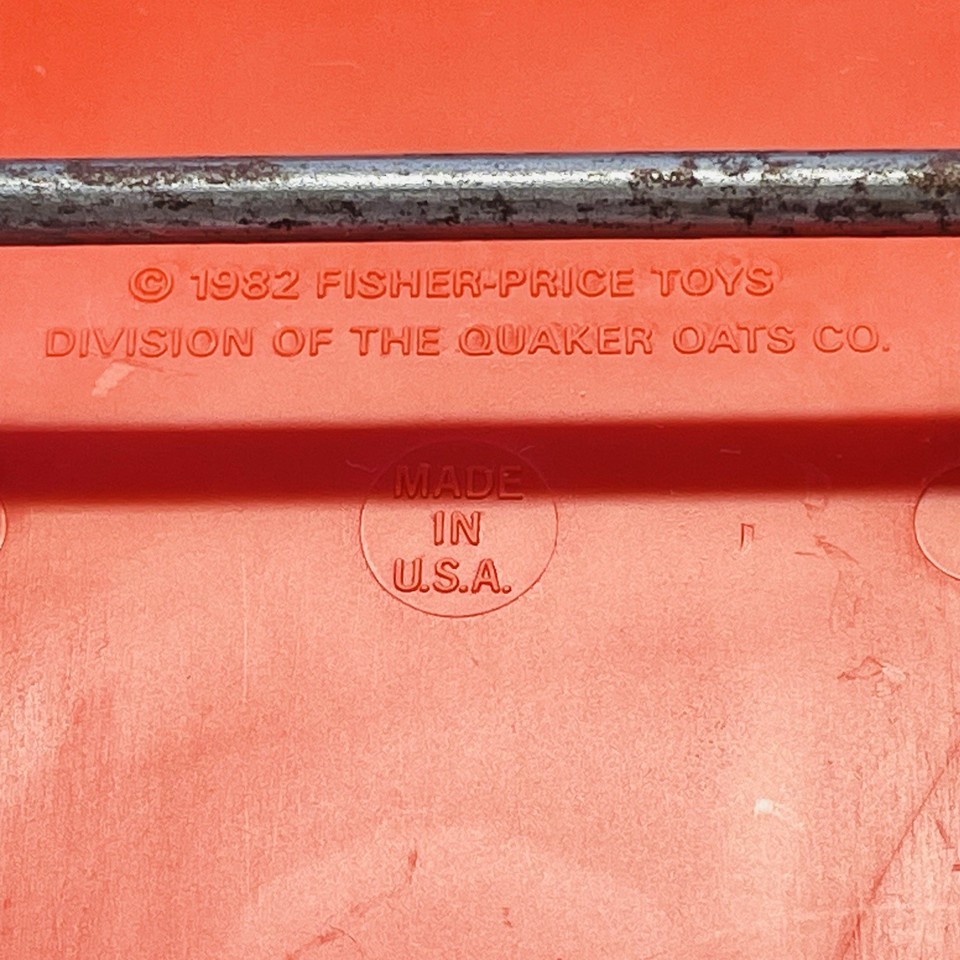 © 1982 FISHER-PRICE TOYS
DIVISION OF THE QUAKER OATS CO.
MADE
IN
U.S.A.